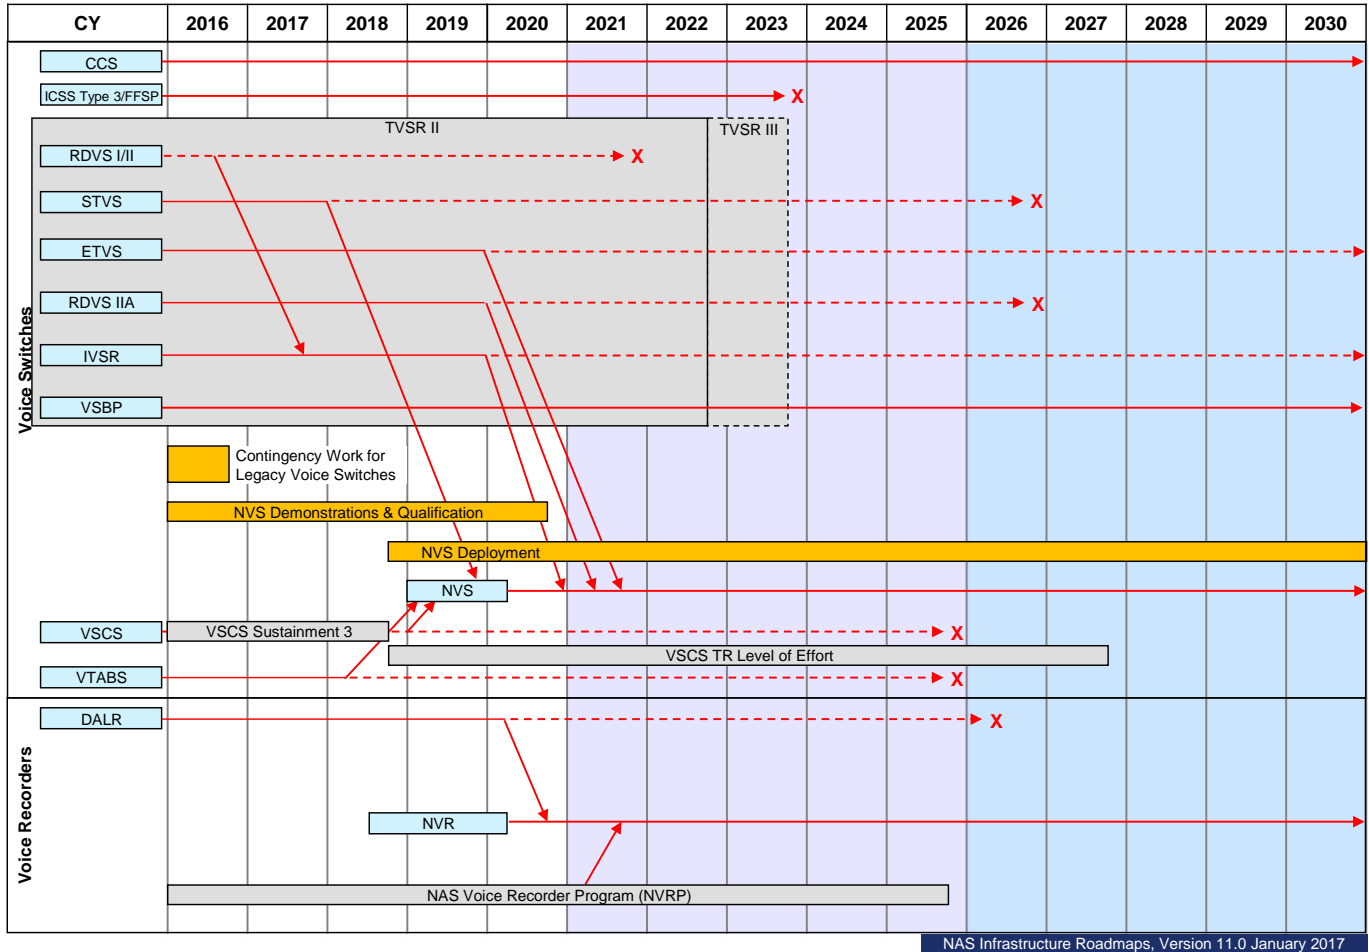 CY 2016 2017 2018 2019 2020 2021 2022 2023 2024 2025 2026 2027 2028 2029 2030
Voice Switches
CCS
ICSS Type 3/FFSP X
TVSR II TVSR III
RDVS I/II X
STVS X
ETVS
RDVS IIA X
IVSR
VSBP
Contingency Work for
Legacy Voice Switches
NVS Demonstrations & Qualification
NVS Deployment
NVS
VSCS VSCS Sustainment 3 X
VSCS TR Level of Effort
VTABS X
Voice Recorders
DALR X
NVR
NAS Voice Recorder Program (NVRP)
NAS Infrastructure Roadmaps, Version 11.0 January 2017